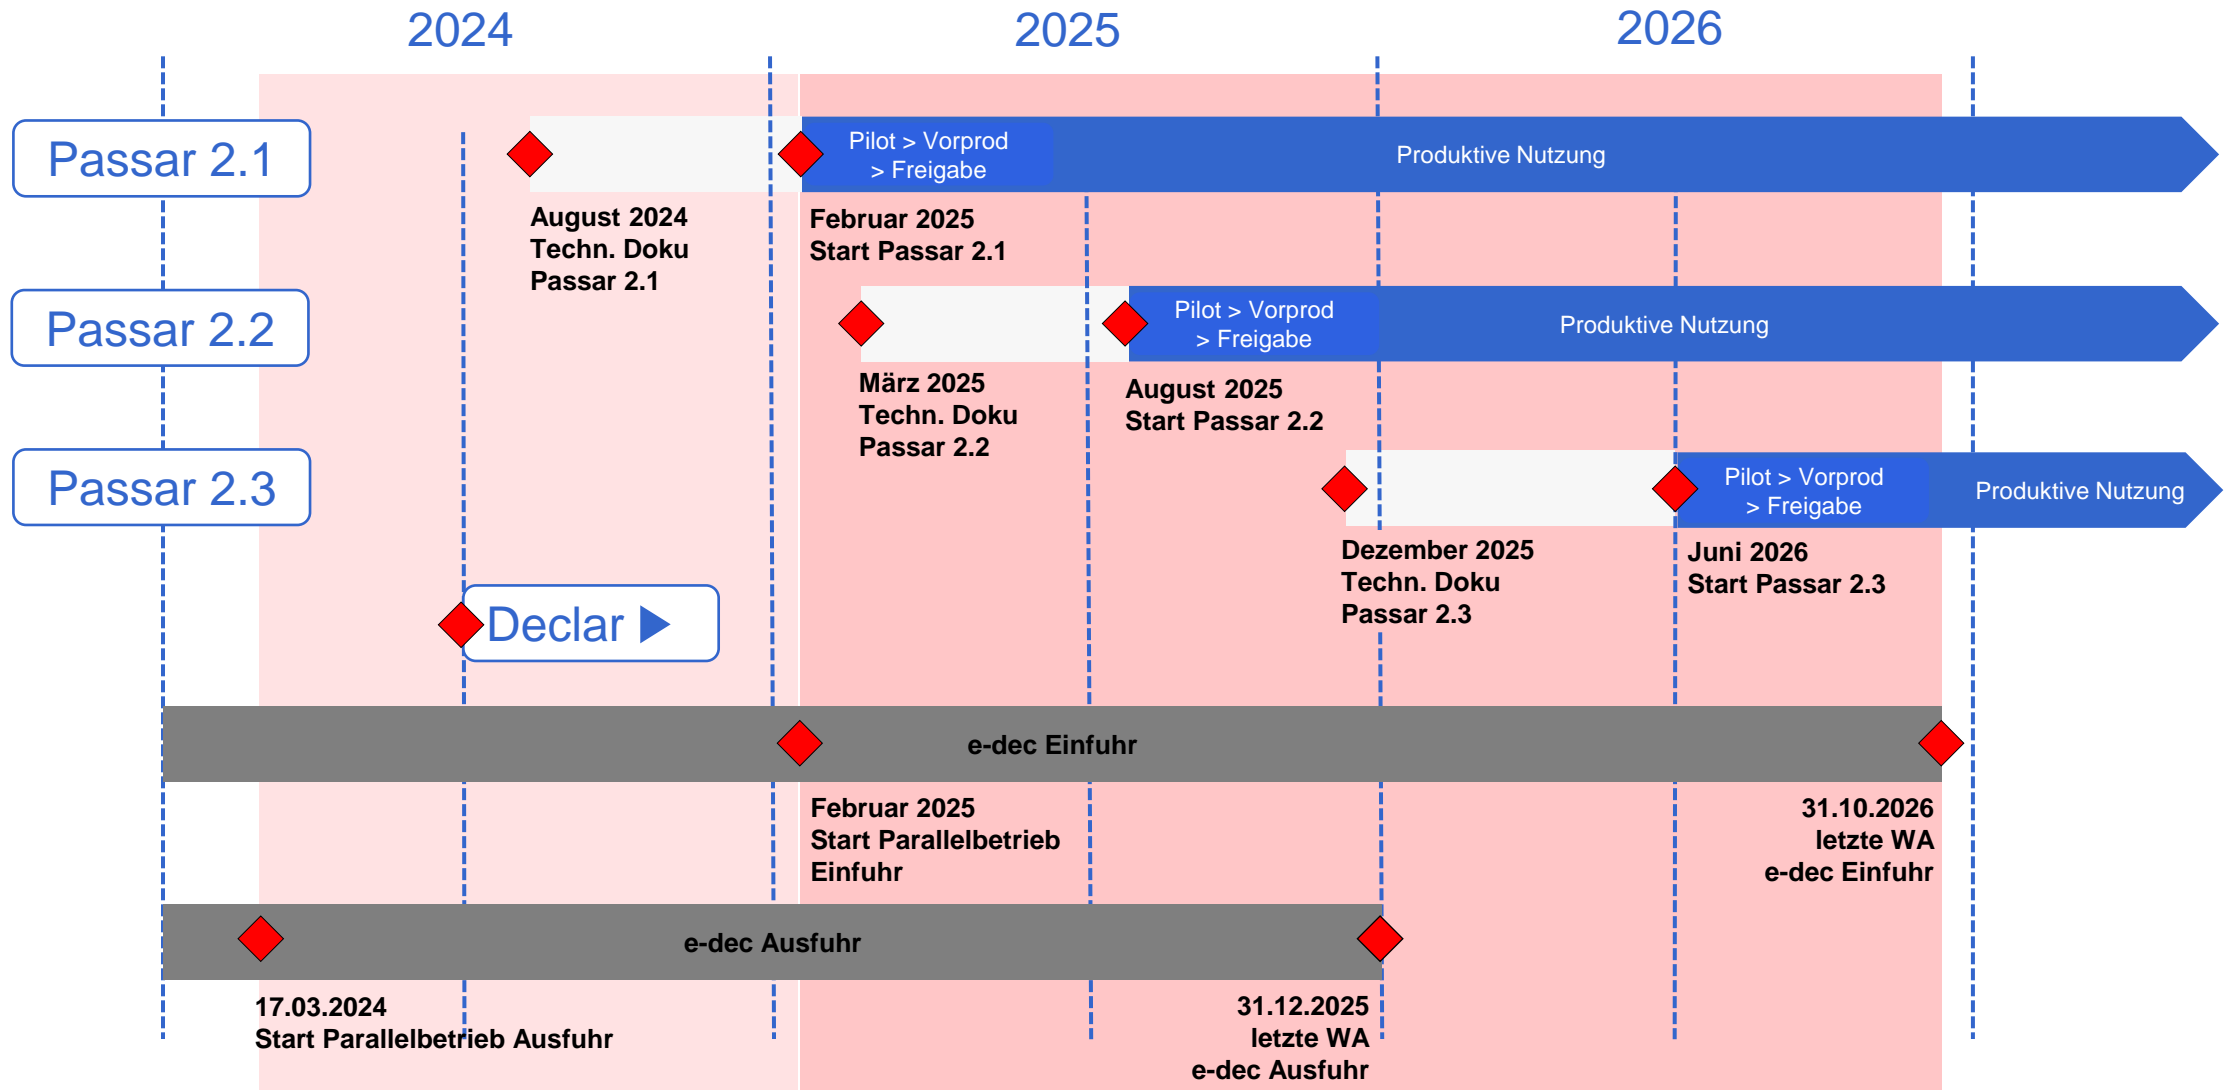 2024
2025
2026
Passar 2.1
Pilot > Vorprod
> Freigabe
Produktive Nutzung
August 2024
Techn. Doku
Passar 2.1
Februar 2025
Start Passar 2.1
Passar 2.2
Pilot > Vorprod
> Freigabe
Produktive Nutzung
März 2025
Techn. Doku
Passar 2.2
August 2025
Start Passar 2.2
Passar 2.3
Pilot > Vorprod
> Freigabe
Produktive Nutzung
Dezember 2025
Techn. Doku
Passar 2.3
Juni 2026
Start Passar 2.3
Declar
e-dec Einfuhr
Februar 2025
Start Parallelbetrieb
Einfuhr
31.10.2026
letzte WA
e-dec Einfuhr
e-dec Ausfuhr
17.03.2024
Start Parallelbetrieb Ausfuhr
31.12.2025
letzte WA
e-dec Ausfuhr